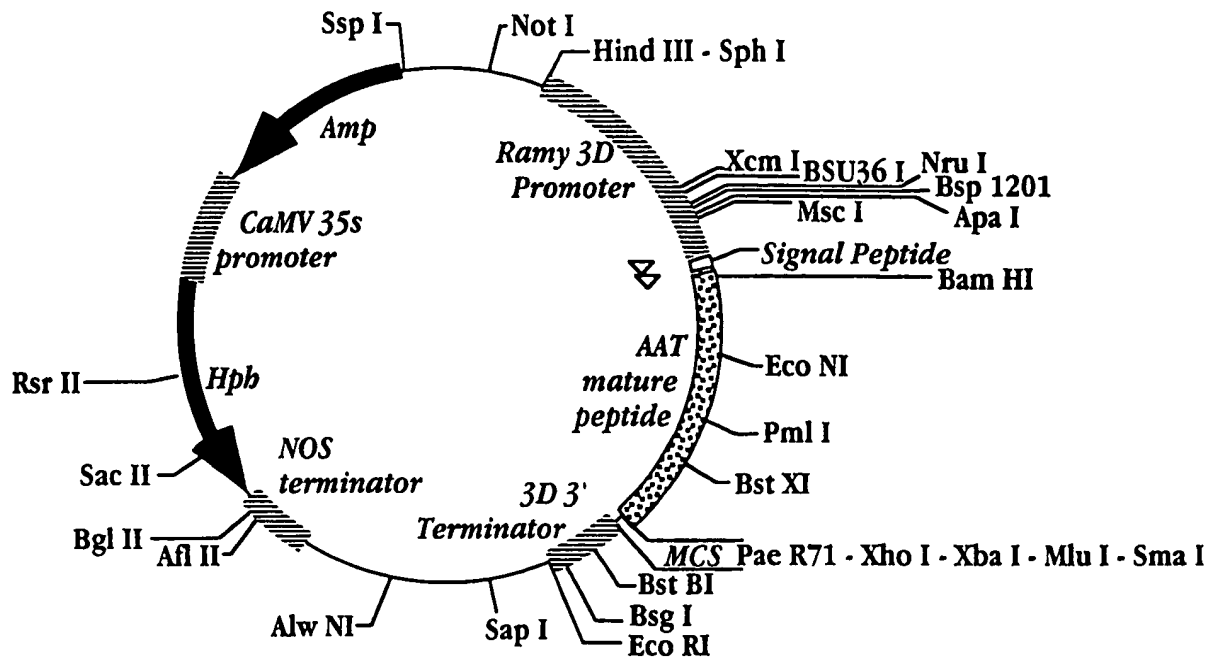 Ssp I
Not I
Hind III - Sph I
Amp
Ramy 3D
Promoter
Xcm I
BSU36 I
Nru I
Bsp 1201
Msc I
Apa I
CaMV 35s
promoter
Signal Peptide
Bam HI
AAT
mature
peptide
Eco NI
Rsr II
Hph
Pml I
Sac II
NOS
terminator
Bst XI
3D 3'
Terminator
Bgl II
Afl II
MCS Pae R71 - Xho I - Xba I - Mlu I - Sma I
Bst BI
Alw NI
Sap I
Bsg I
Eco RI